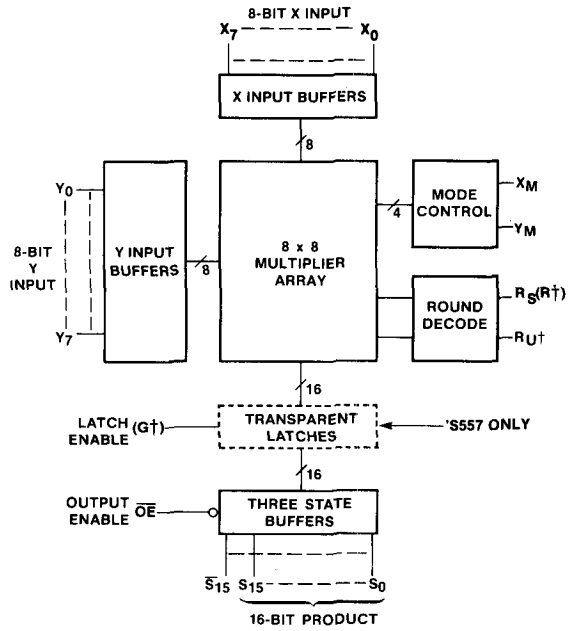 8-BIT X INPUT
X7 X0
X INPUT BUFFERS
8
Y0
8-BIT
Y
INPUT
Y7
Y INPUT
BUFFERS
8
8 x 8
MULTIPLIER
ARRAY
4
MODE
CONTROL
XM
YM
ROUND
DECODE
RS(R†)
RU†
16
LATCH
ENABLE (G†)
TRANSPARENT
LATCHES
'S557 ONLY
16
OUTPUT
ENABLE O̅E̅
THREE STATE
BUFFERS
S̅15 S15 S0
16-BIT PRODUCT